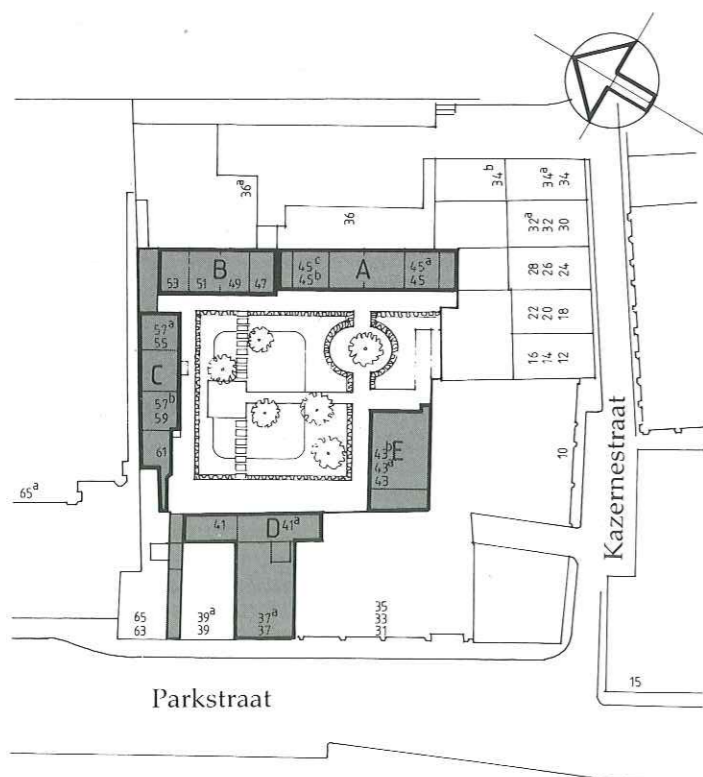 36ᵃ
36
34ᵇ
34ᵃ
34
32ᵃ
32
30
28
26
24
22
20
18
16
14
12
10
B
53
51
49
47
45ᶜ
45ᵇ
A
45ᵃ
45
57ᵃ
55
C
57ᵇ
59
61
65ᵃ
E
43ᵇ
43ᵃ
43
41
D
41ᵃ
65
63
39ᵃ
39
37ᵃ
37
35
33
31
Kazernestraat
15
Parkstraat